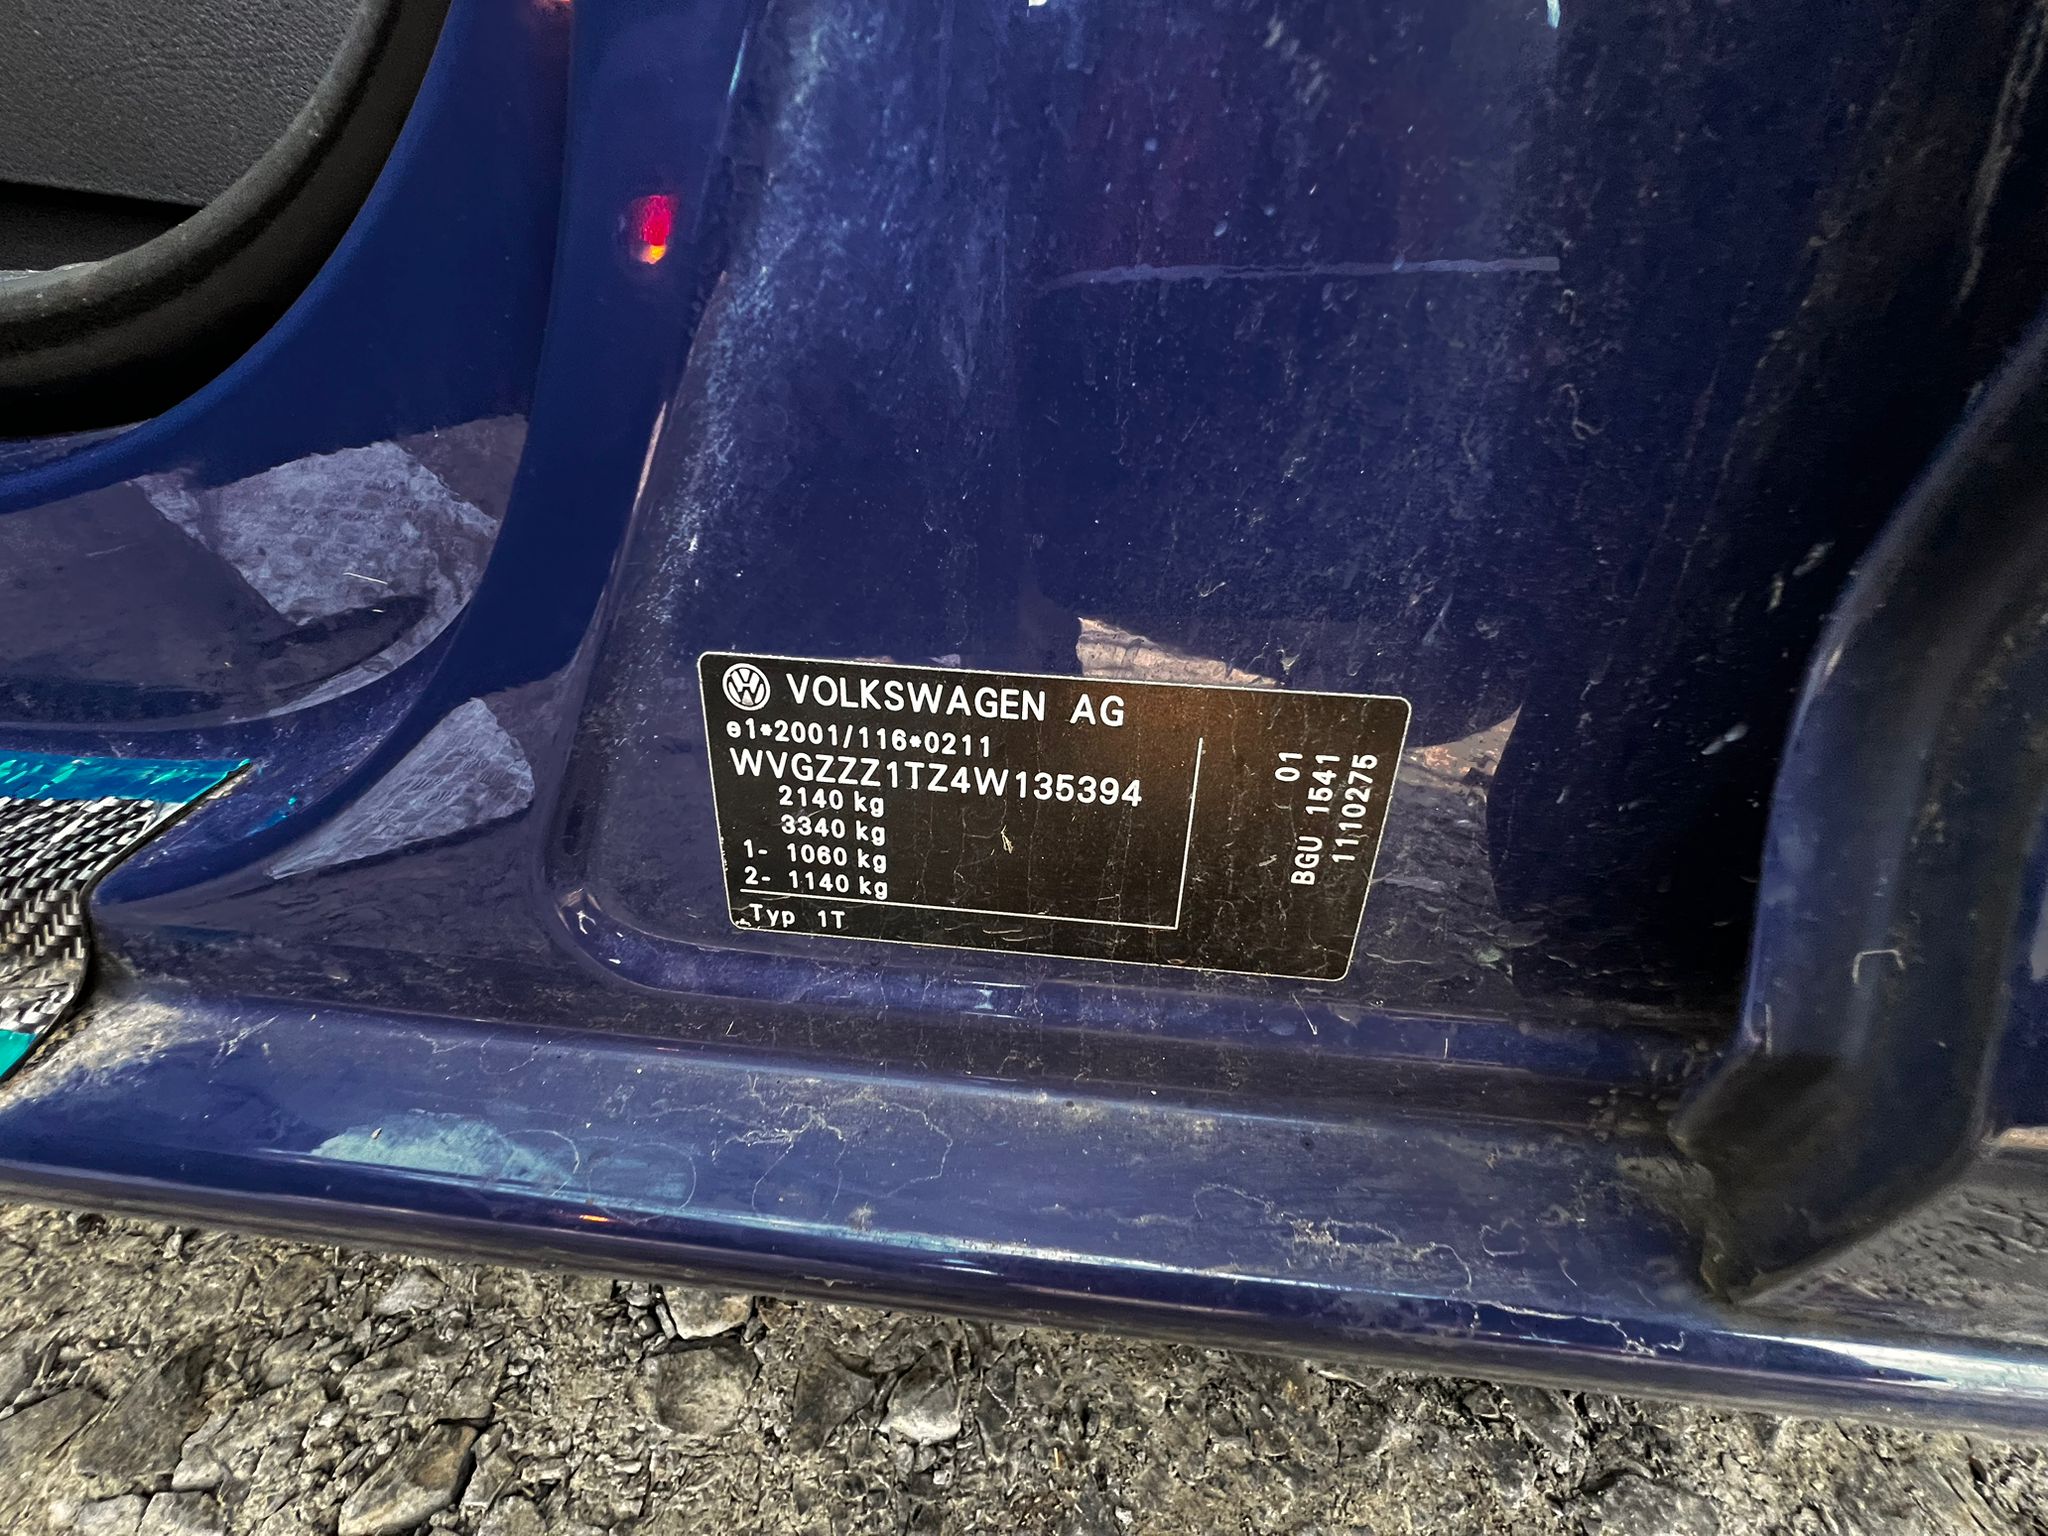 VOLKSWAGEN AG
e1*2001/116*0211
WVGZZZ1TZ4W135394
2140 kg
3340 kg
1- 1060 kg
2- 1140 kg
Typ 1T
01
BGU 1541
1110275